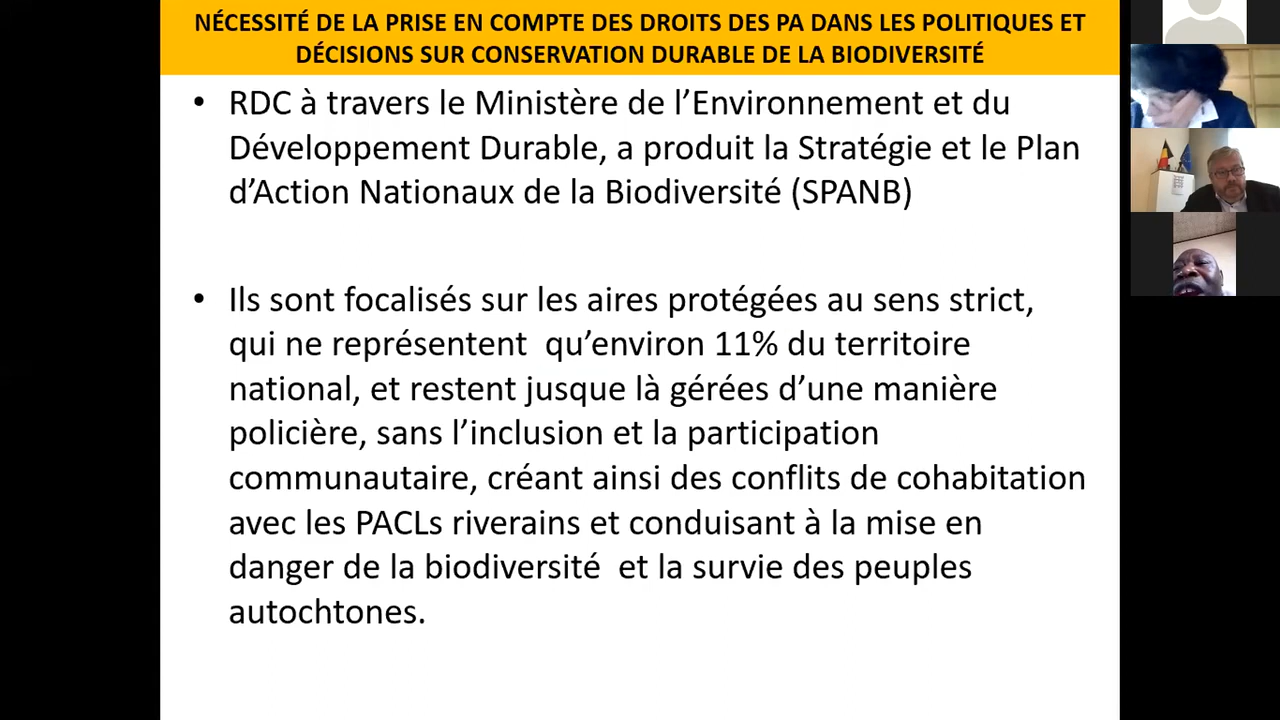 NÉCESSITÉ DE LA PRISE EN COMPTE DES DROITS DES PA DANS LES POLITIQUES ET
DÉCISIONS SUR CONSERVATION DURABLE DE LA BIODIVERSITÉ
• RDC à travers le Ministère de l’Environnement et du
Développement Durable, a produit la Stratégie et le Plan
d’Action Nationaux de la Biodiversité (SPANB)
• Ils sont focalisés sur les aires protégées au sens strict,
qui ne représentent qu’environ 11% du territoire
national, et restent jusque là gérées d’une manière
policière, sans l’inclusion et la participation
communautaire, créant ainsi des conflits de cohabitation
avec les PACLs riverains et conduisant à la mise en
danger de la biodiversité et la survie des peuples
autochtones.